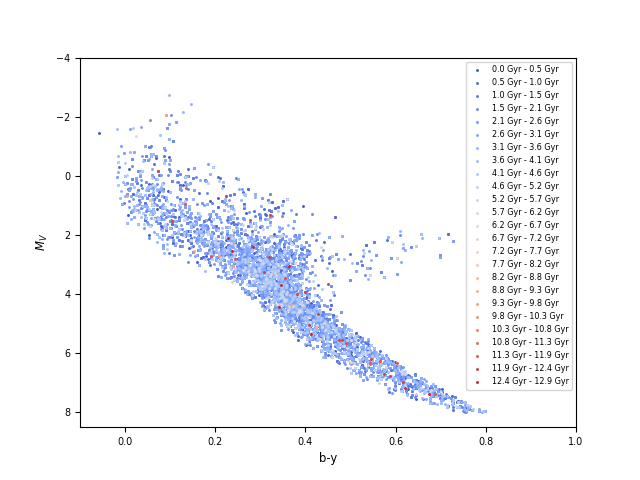 −4
−2
0
2
4
6
8
M_V
0.0
0.2
0.4
0.6
0.8
1.0
b-y
0.0 Gyr - 0.5 Gyr
0.5 Gyr - 1.0 Gyr
1.0 Gyr - 1.5 Gyr
1.5 Gyr - 2.1 Gyr
2.1 Gyr - 2.6 Gyr
2.6 Gyr - 3.1 Gyr
3.1 Gyr - 3.6 Gyr
3.6 Gyr - 4.1 Gyr
4.1 Gyr - 4.6 Gyr
4.6 Gyr - 5.2 Gyr
5.2 Gyr - 5.7 Gyr
5.7 Gyr - 6.2 Gyr
6.2 Gyr - 6.7 Gyr
6.7 Gyr - 7.2 Gyr
7.2 Gyr - 7.7 Gyr
7.7 Gyr - 8.2 Gyr
8.2 Gyr - 8.8 Gyr
8.8 Gyr - 9.3 Gyr
9.3 Gyr - 9.8 Gyr
9.8 Gyr - 10.3 Gyr
10.3 Gyr - 10.8 Gyr
10.8 Gyr - 11.3 Gyr
11.3 Gyr - 11.9 Gyr
11.9 Gyr - 12.4 Gyr
12.4 Gyr - 12.9 Gyr